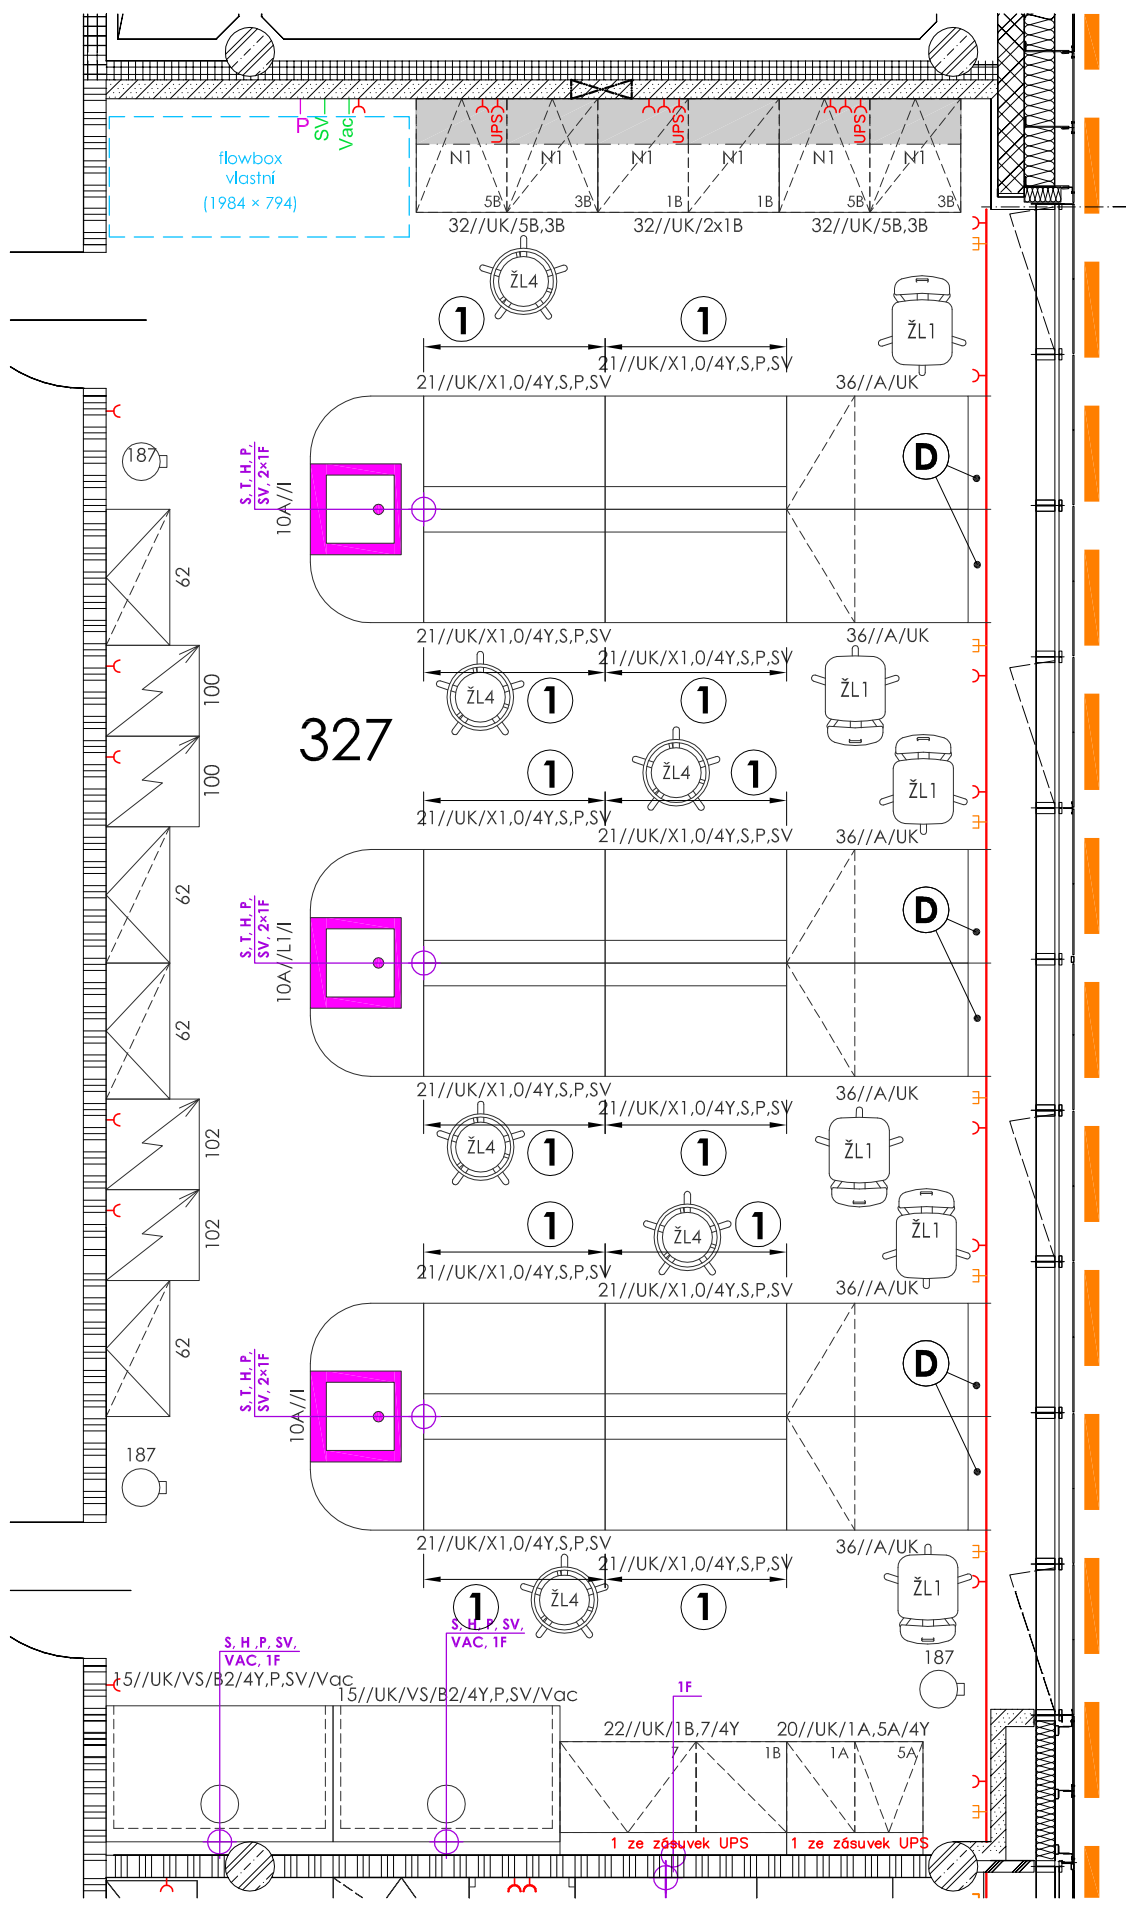 P
SV
Vac
flowbox
vlastní
(1984 × 794)
UPS
UPS
UPS
N1
N1
N1
N1
N1
N1
5B
3B
1B
1B
5B
3B
32//UK/5B,3B
32//UK/2x1B
32//UK/5B,3B
ŽL4
ŽL1
1
1
21//UK/X1,0/4Y,S,P,SV
21//UK/X1,0/4Y,S,P,SV
36//A/UK
187
S, T, H, P,
SV, 2×1F
10A//I
D
62
21//UK/X1,0/4Y,S,P,SV
21//UK/X1,0/4Y,S,P,SV
36//A/UK
100
ŽL4
1
1
ŽL1
327
100
1
ŽL4
1
ŽL1
21//UK/X1,0/4Y,S,P,SV
21//UK/X1,0/4Y,S,P,SV
36//A/UK
62
S, T, H, P,
SV, 2×1F
10A//L1/I
D
62
21//UK/X1,0/4Y,S,P,SV
21//UK/X1,0/4Y,S,P,SV
36//A/UK
102
ŽL4
1
1
ŽL1
102
1
ŽL4
1
ŽL1
21//UK/X1,0/4Y,S,P,SV
21//UK/X1,0/4Y,S,P,SV
36//A/UK
62
S, T, H, P,
SV, 2×1F
10A//I
D
187
21//UK/X1,0/4Y,S,P,SV
21//UK/X1,0/4Y,S,P,SV
36//A/UK
1
ŽL4
1
ŽL1
S, H ,P, SV,
VAC, 1F
S, H, P, SV,
VAC, 1F
187
15//UK/VS/B2/4Y,P,SV/Vac
15//UK/VS/B2/4Y,P,SV/Vac
1F
22//UK/1B,7/4Y
20//UK/1A,5A/4Y
7
1B
1A
5A
1 ze zásuvek UPS
1 ze zásuvek UPS